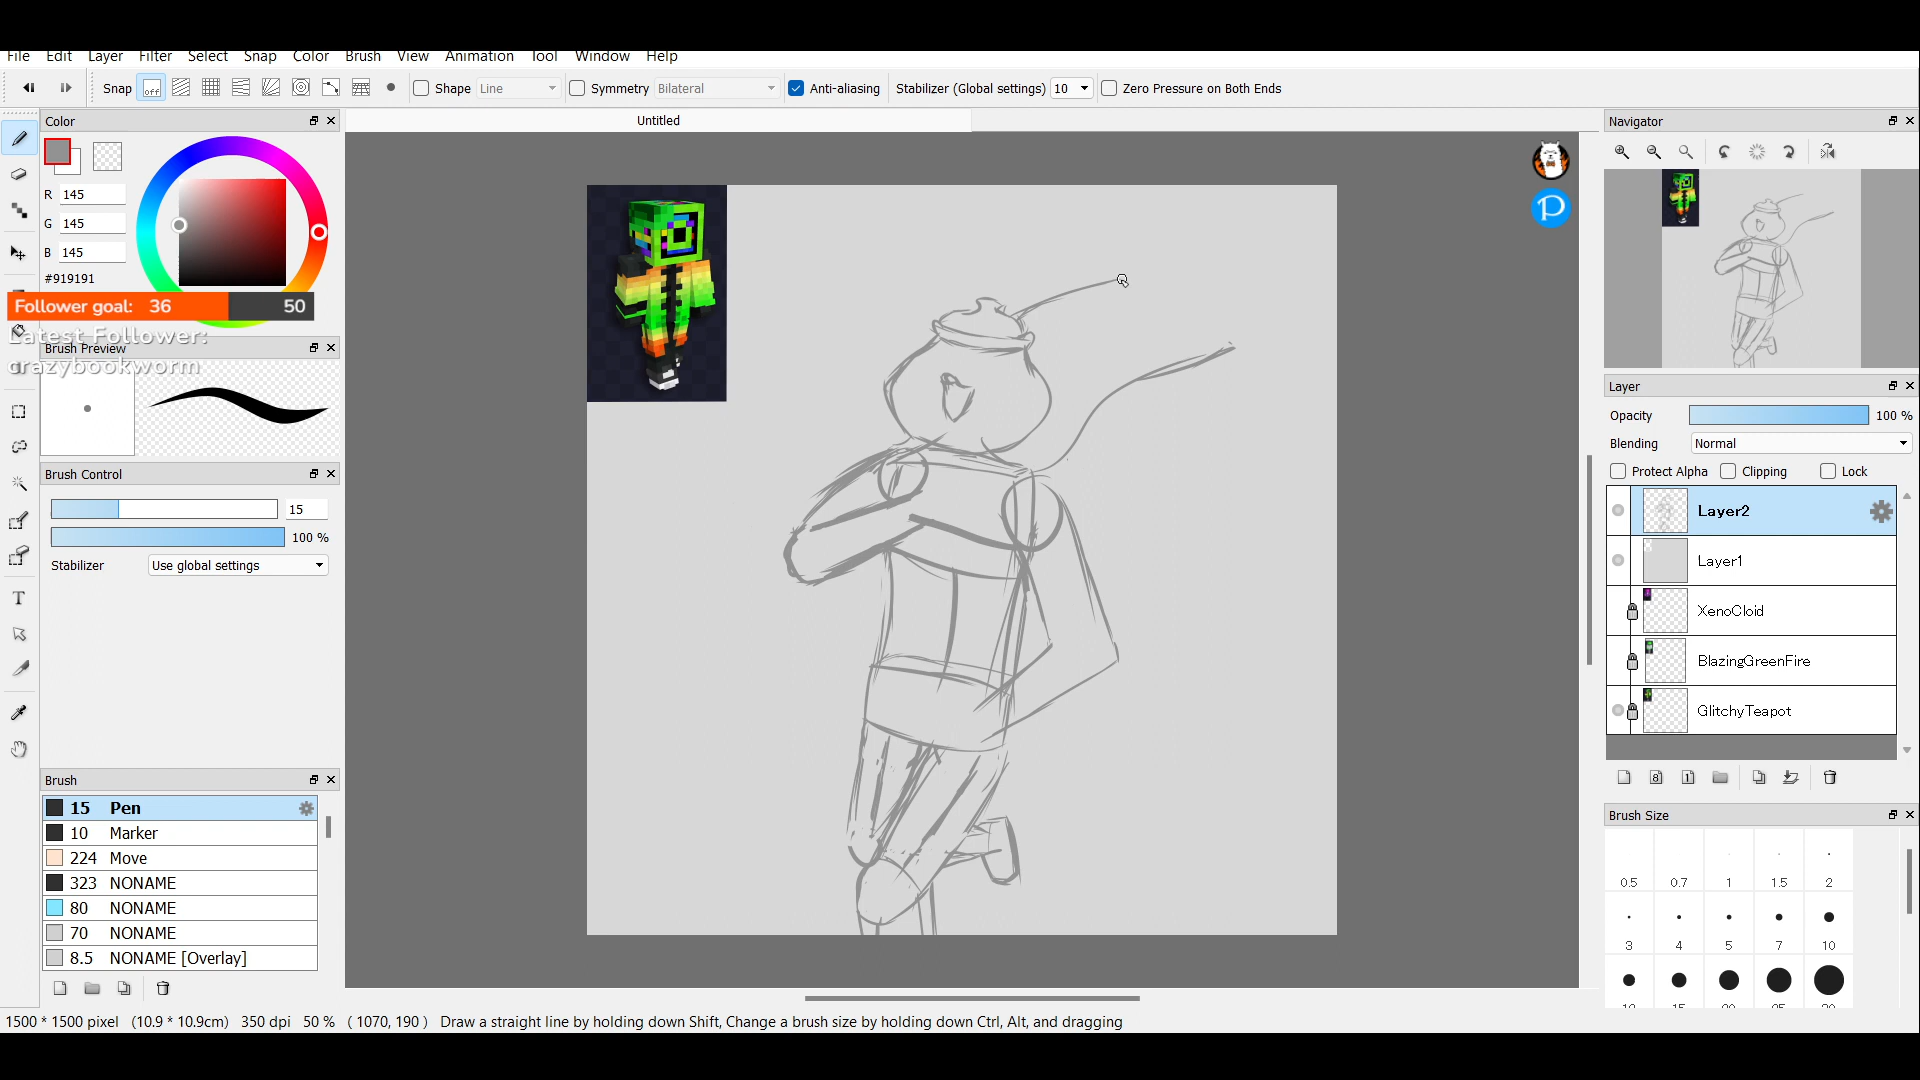 File Edit Layer Filter Select Snap Color Brush View Animation Tool Window Help
Snap off Shape Line Symmetry Bilateral Anti-aliasing Stabilizer (Global settings) 10 Zero Pressure on Both Ends
Color
Untitled
Navigator
R 145
G 145
B 145
#919191
Follower goal: 36 50
Latest Follower:
crazybookworm
Brush Preview
Brush Control
15
100 %
Stabilizer Use global settings
Brush
15 Pen
10 Marker
224 Move
323 NONAME
80 NONAME
70 NONAME
8.5 NONAME [Overlay]
Layer
Opacity 100 %
Blending Normal
Protect Alpha Clipping Lock
Layer2
Layer1
XenoCloid
BlazingGreenFire
GlitchyTeapot
Brush Size
0.5 0.7 1 1.5 2
3 4 5 7 10
1500 * 1500 pixel (10.9 * 10.9cm) 350 dpi 50 % ( 1070, 190 ) Draw a straight line by holding down Shift, Change a brush size by holding down Ctrl, Alt, and dragging